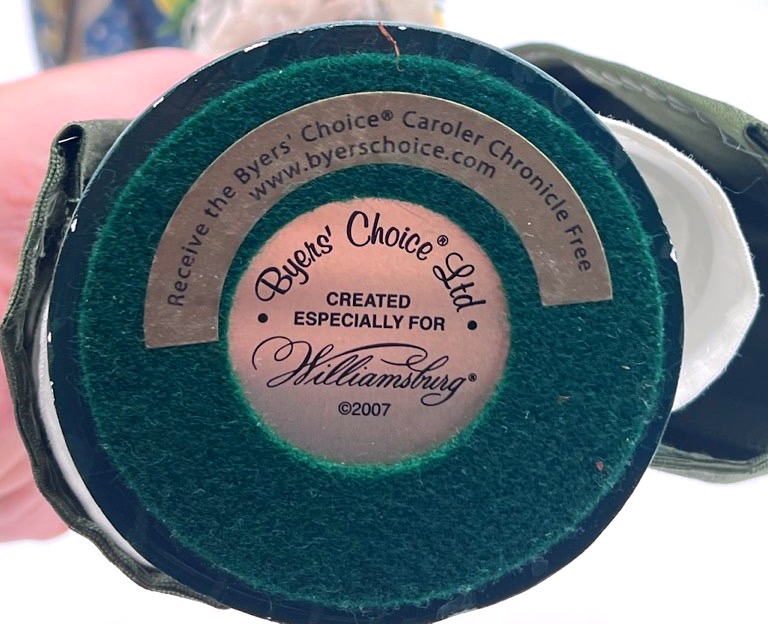 Receive the Byers' Choice® Caroler Chronicle Free
www.byerschoice.com
Byers' Choice® Ltd
CREATED
• ESPECIALLY FOR •
Williamsburg®
©2007